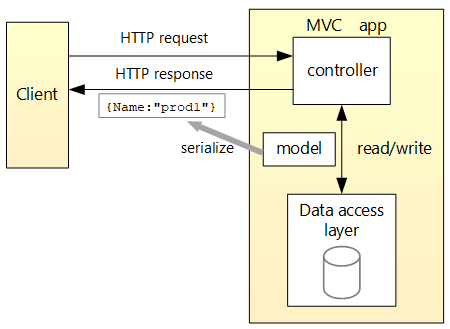 MVC app
HTTP request
controller
HTTP response
Client
{Name:"prod1"}
serialize
model
read/write
Data access
layer